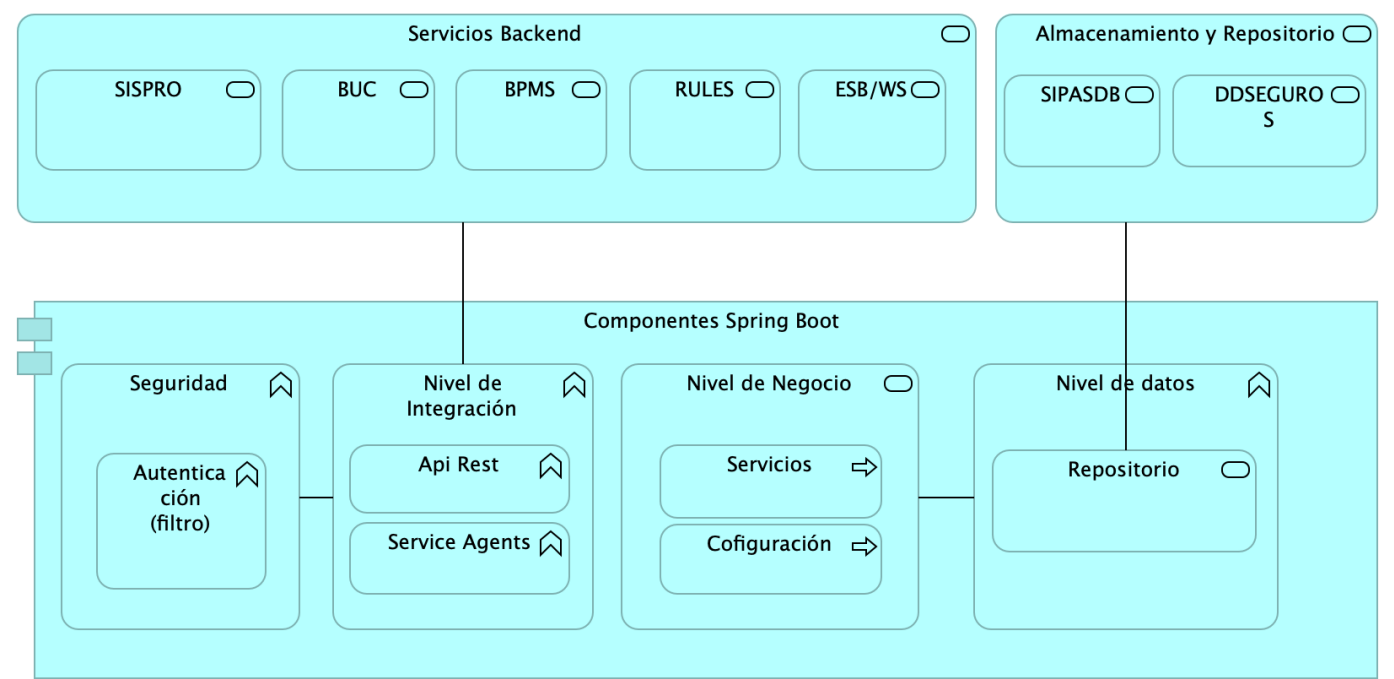 Servicios Backend
SISPRO
BUC
BPMS
RULES
ESB/WS
Almacenamiento y Repositorio
SIPASDB
DDSEGURO
S
Componentes Spring Boot
Seguridad
Autentica
ción
(filtro)
Nivel de
Integración
Api Rest
Service Agents
Nivel de Negocio
Servicios
Cofiguración
Nivel de datos
Repositorio